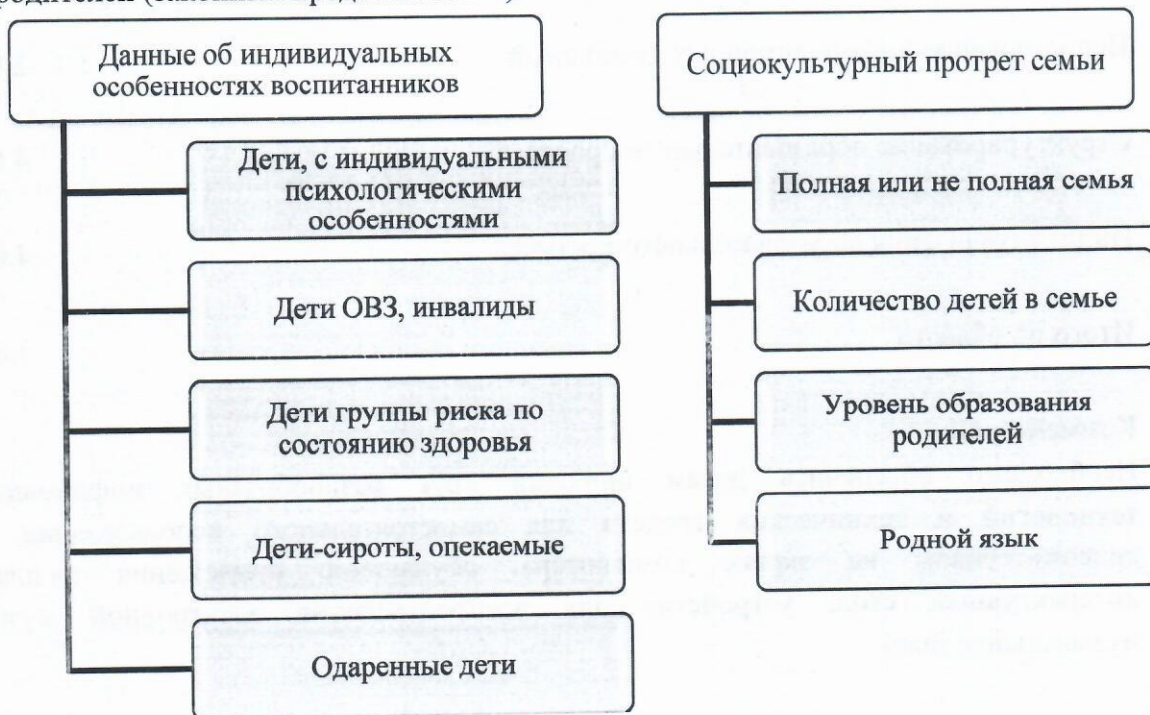 родителей
Данные об индивидуальных
особенностях воспитанников
Дети, с индивидуальными
психологическими
особенностями
Дети ОВЗ, инвалиды
Дети группы риска по
состоянию здоровья
Дети-сироты, опекаемые
Одаренные дети
Социокультурный протрет семьи
Полная или не полная семья
Количество детей в семье
Уровень образования
родителей
Родной язык